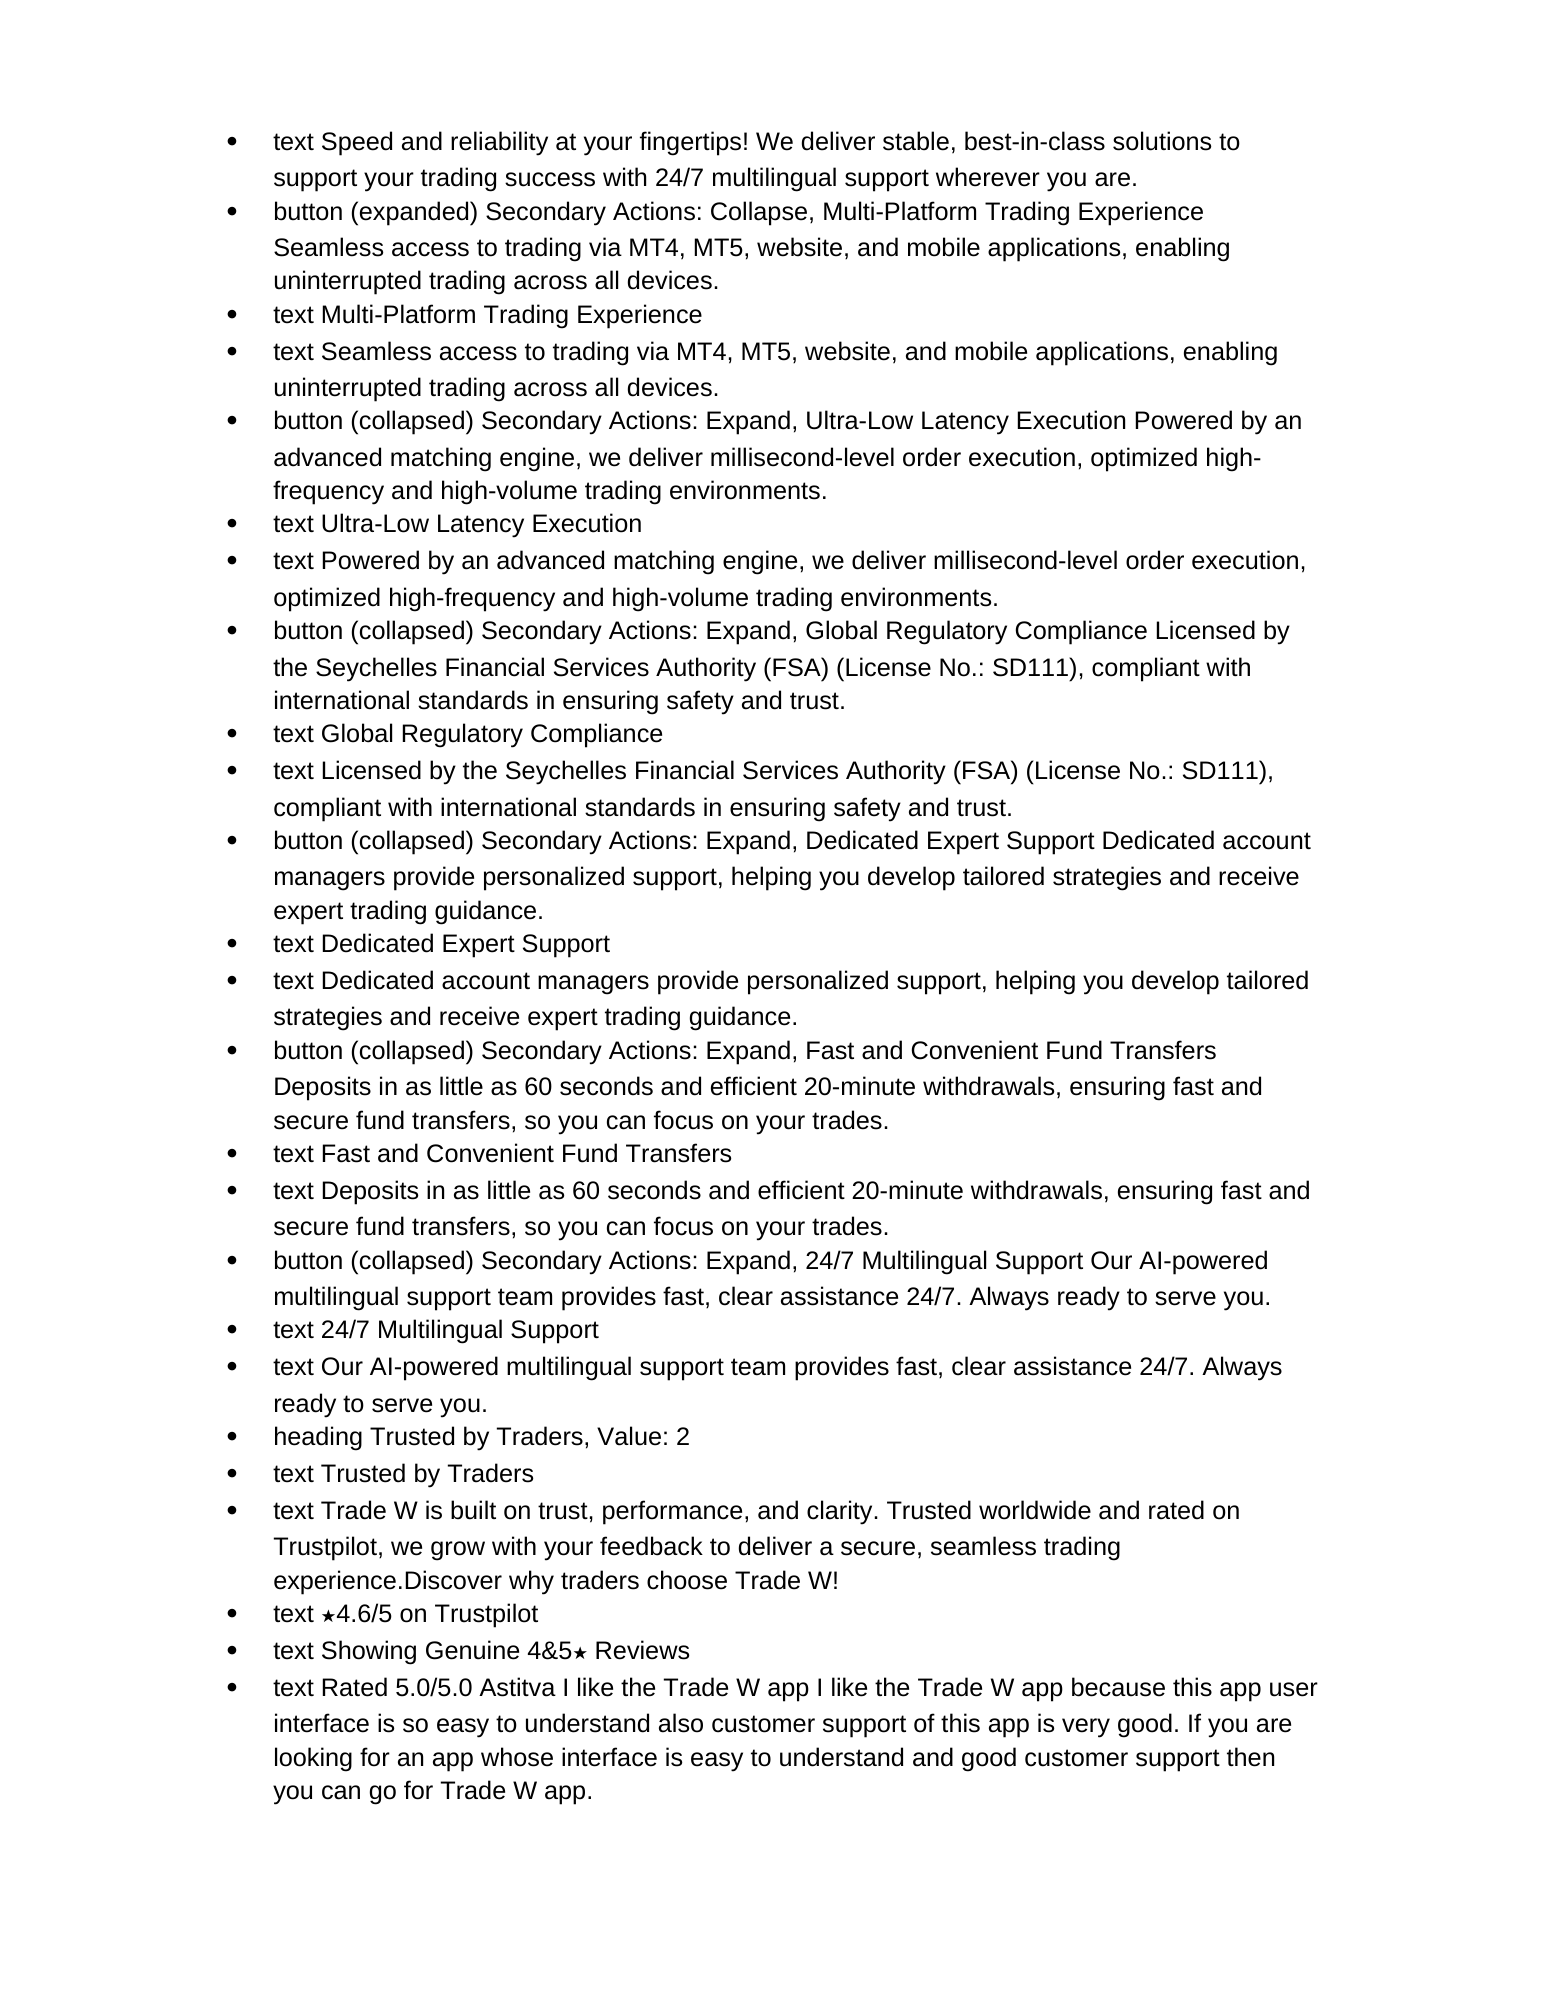 • text Speed and reliability at your fingertips! We deliver stable, best-in-class solutions to
support your trading success with 24/7 multilingual support wherever you are.
• button (expanded) Secondary Actions: Collapse, Multi-Platform Trading Experience
Seamless access to trading via MT4, MT5, website, and mobile applications, enabling
uninterrupted trading across all devices.
• text Multi-Platform Trading Experience
• text Seamless access to trading via MT4, MT5, website, and mobile applications, enabling
uninterrupted trading across all devices.
• button (collapsed) Secondary Actions: Expand, Ultra-Low Latency Execution Powered by an
advanced matching engine, we deliver millisecond-level order execution, optimized high-
frequency and high-volume trading environments.
• text Ultra-Low Latency Execution
• text Powered by an advanced matching engine, we deliver millisecond-level order execution,
optimized high-frequency and high-volume trading environments.
• button (collapsed) Secondary Actions: Expand, Global Regulatory Compliance Licensed by
the Seychelles Financial Services Authority (FSA) (License No.: SD111), compliant with
international standards in ensuring safety and trust.
• text Global Regulatory Compliance
• text Licensed by the Seychelles Financial Services Authority (FSA) (License No.: SD111),
compliant with international standards in ensuring safety and trust.
• button (collapsed) Secondary Actions: Expand, Dedicated Expert Support Dedicated account
managers provide personalized support, helping you develop tailored strategies and receive
expert trading guidance.
• text Dedicated Expert Support
• text Dedicated account managers provide personalized support, helping you develop tailored
strategies and receive expert trading guidance.
• button (collapsed) Secondary Actions: Expand, Fast and Convenient Fund Transfers
Deposits in as little as 60 seconds and efficient 20-minute withdrawals, ensuring fast and
secure fund transfers, so you can focus on your trades.
• text Fast and Convenient Fund Transfers
• text Deposits in as little as 60 seconds and efficient 20-minute withdrawals, ensuring fast and
secure fund transfers, so you can focus on your trades.
• button (collapsed) Secondary Actions: Expand, 24/7 Multilingual Support Our AI-powered
multilingual support team provides fast, clear assistance 24/7. Always ready to serve you.
• text 24/7 Multilingual Support
• text Our AI-powered multilingual support team provides fast, clear assistance 24/7. Always
ready to serve you.
• heading Trusted by Traders, Value: 2
• text Trusted by Traders
• text Trade W is built on trust, performance, and clarity. Trusted worldwide and rated on
Trustpilot, we grow with your feedback to deliver a secure, seamless trading
experience.Discover why traders choose Trade W!
• text ★4.6/5 on Trustpilot
• text Showing Genuine 4&5★ Reviews
• text Rated 5.0/5.0 Astitva I like the Trade W app I like the Trade W app because this app user
interface is so easy to understand also customer support of this app is very good. If you are
looking for an app whose interface is easy to understand and good customer support then
you can go for Trade W app.